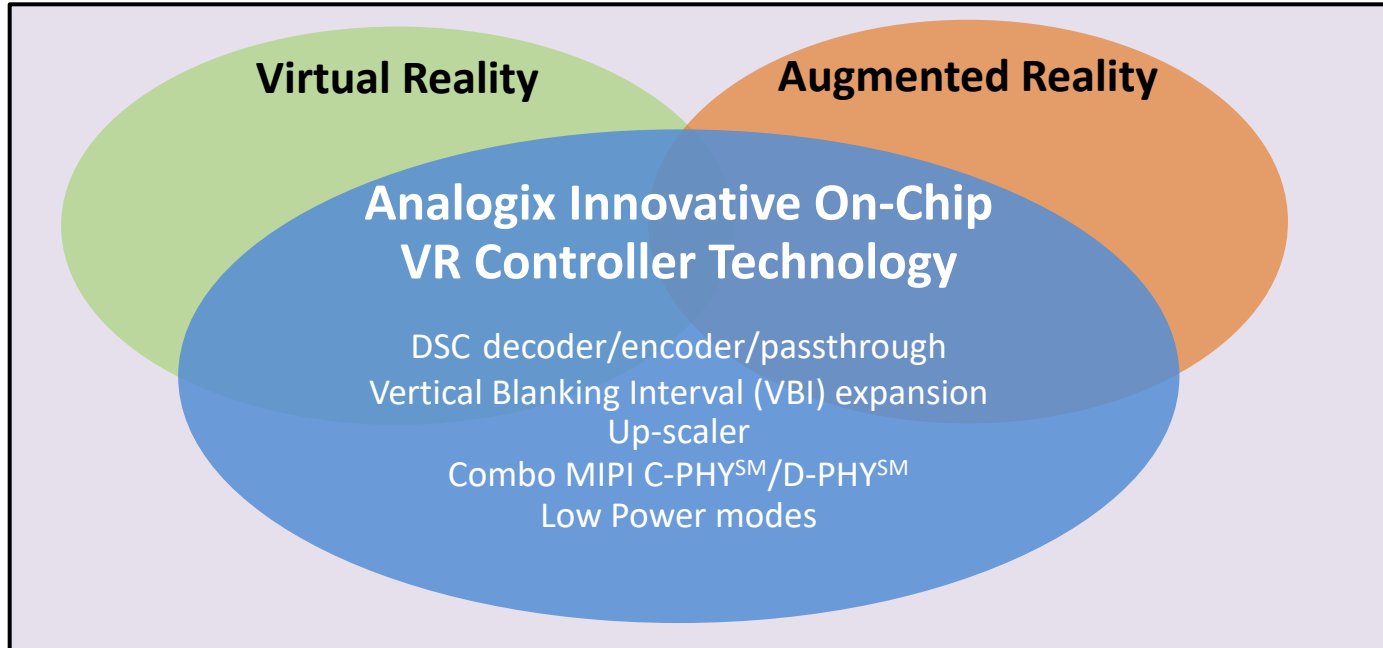 Virtual Reality
Augmented Reality
Analogix Innovative On-Chip
VR Controller Technology
DSC decoder/encoder/passthrough
Vertical Blanking Interval (VBI) expansion
Up-scaler
Combo MIPI C-PHY℠/D-PHY℠
Low Power modes